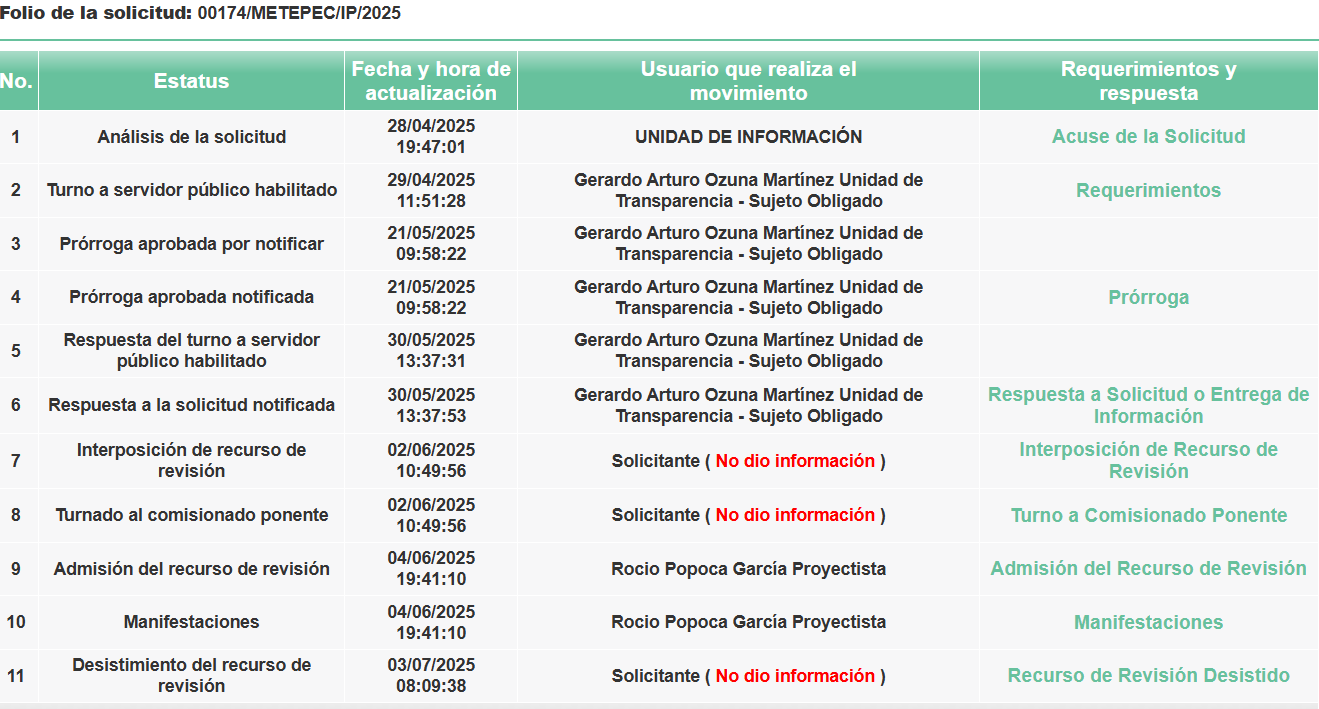 Folio de la solicitud: 00174/METEPEC/IP/2025
No.
Estatus
Fecha y hora de
actualización
Usuario que realiza el
movimiento
Requerimientos y
respuesta
1
Análisis de la solicitud
28/04/2025
19:47:01
UNIDAD DE INFORMACIÓN
Acuse de la Solicitud
2
Turno a servidor público habilitado
29/04/2025
11:51:28
Gerardo Arturo Ozuna Martínez Unidad de
Transparencia - Sujeto Obligado
Requerimientos
3
Prórroga aprobada por notificar
21/05/2025
09:58:22
Gerardo Arturo Ozuna Martínez Unidad de
Transparencia - Sujeto Obligado
4
Prórroga aprobada notificada
21/05/2025
09:58:22
Gerardo Arturo Ozuna Martínez Unidad de
Transparencia - Sujeto Obligado
Prórroga
5
Respuesta del turno a servidor
público habilitado
30/05/2025
13:37:31
Gerardo Arturo Ozuna Martínez Unidad de
Transparencia - Sujeto Obligado
6
Respuesta a la solicitud notificada
30/05/2025
13:37:53
Gerardo Arturo Ozuna Martínez Unidad de
Transparencia - Sujeto Obligado
Respuesta a Solicitud o Entrega de
Información
7
Interposición de recurso de
revisión
02/06/2025
10:49:56
Solicitante ( No dio información )
Interposición de Recurso de
Revisión
8
Turnado al comisionado ponente
02/06/2025
10:49:56
Solicitante ( No dio información )
Turno a Comisionado Ponente
9
Admisión del recurso de revisión
04/06/2025
19:41:10
Rocio Popoca García Proyectista
Admisión del Recurso de Revisión
10
Manifestaciones
04/06/2025
19:41:10
Rocio Popoca García Proyectista
Manifestaciones
11
Desistimiento del recurso de
revisión
03/07/2025
08:09:38
Solicitante ( No dio información )
Recurso de Revisión Desistido